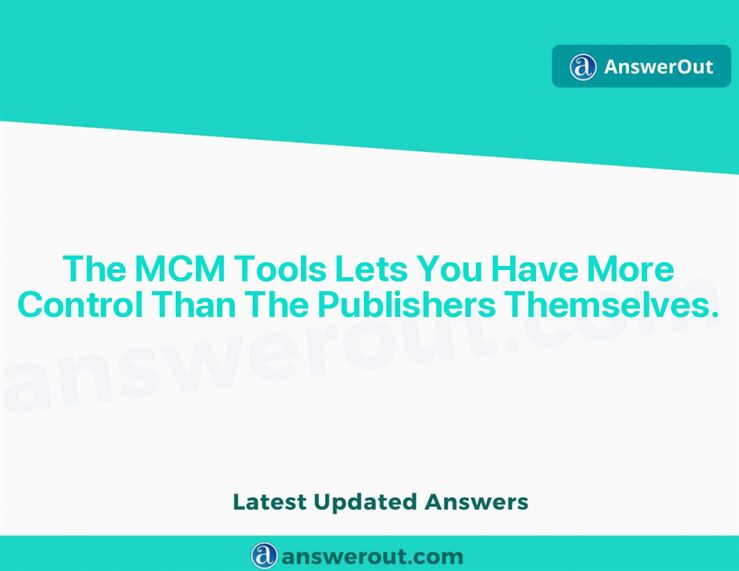 AnswerOut
The MCM Tools Lets You Have More
Control Than The Publishers Themselves.
answerout.com
Latest Updated Answers
answerout.com